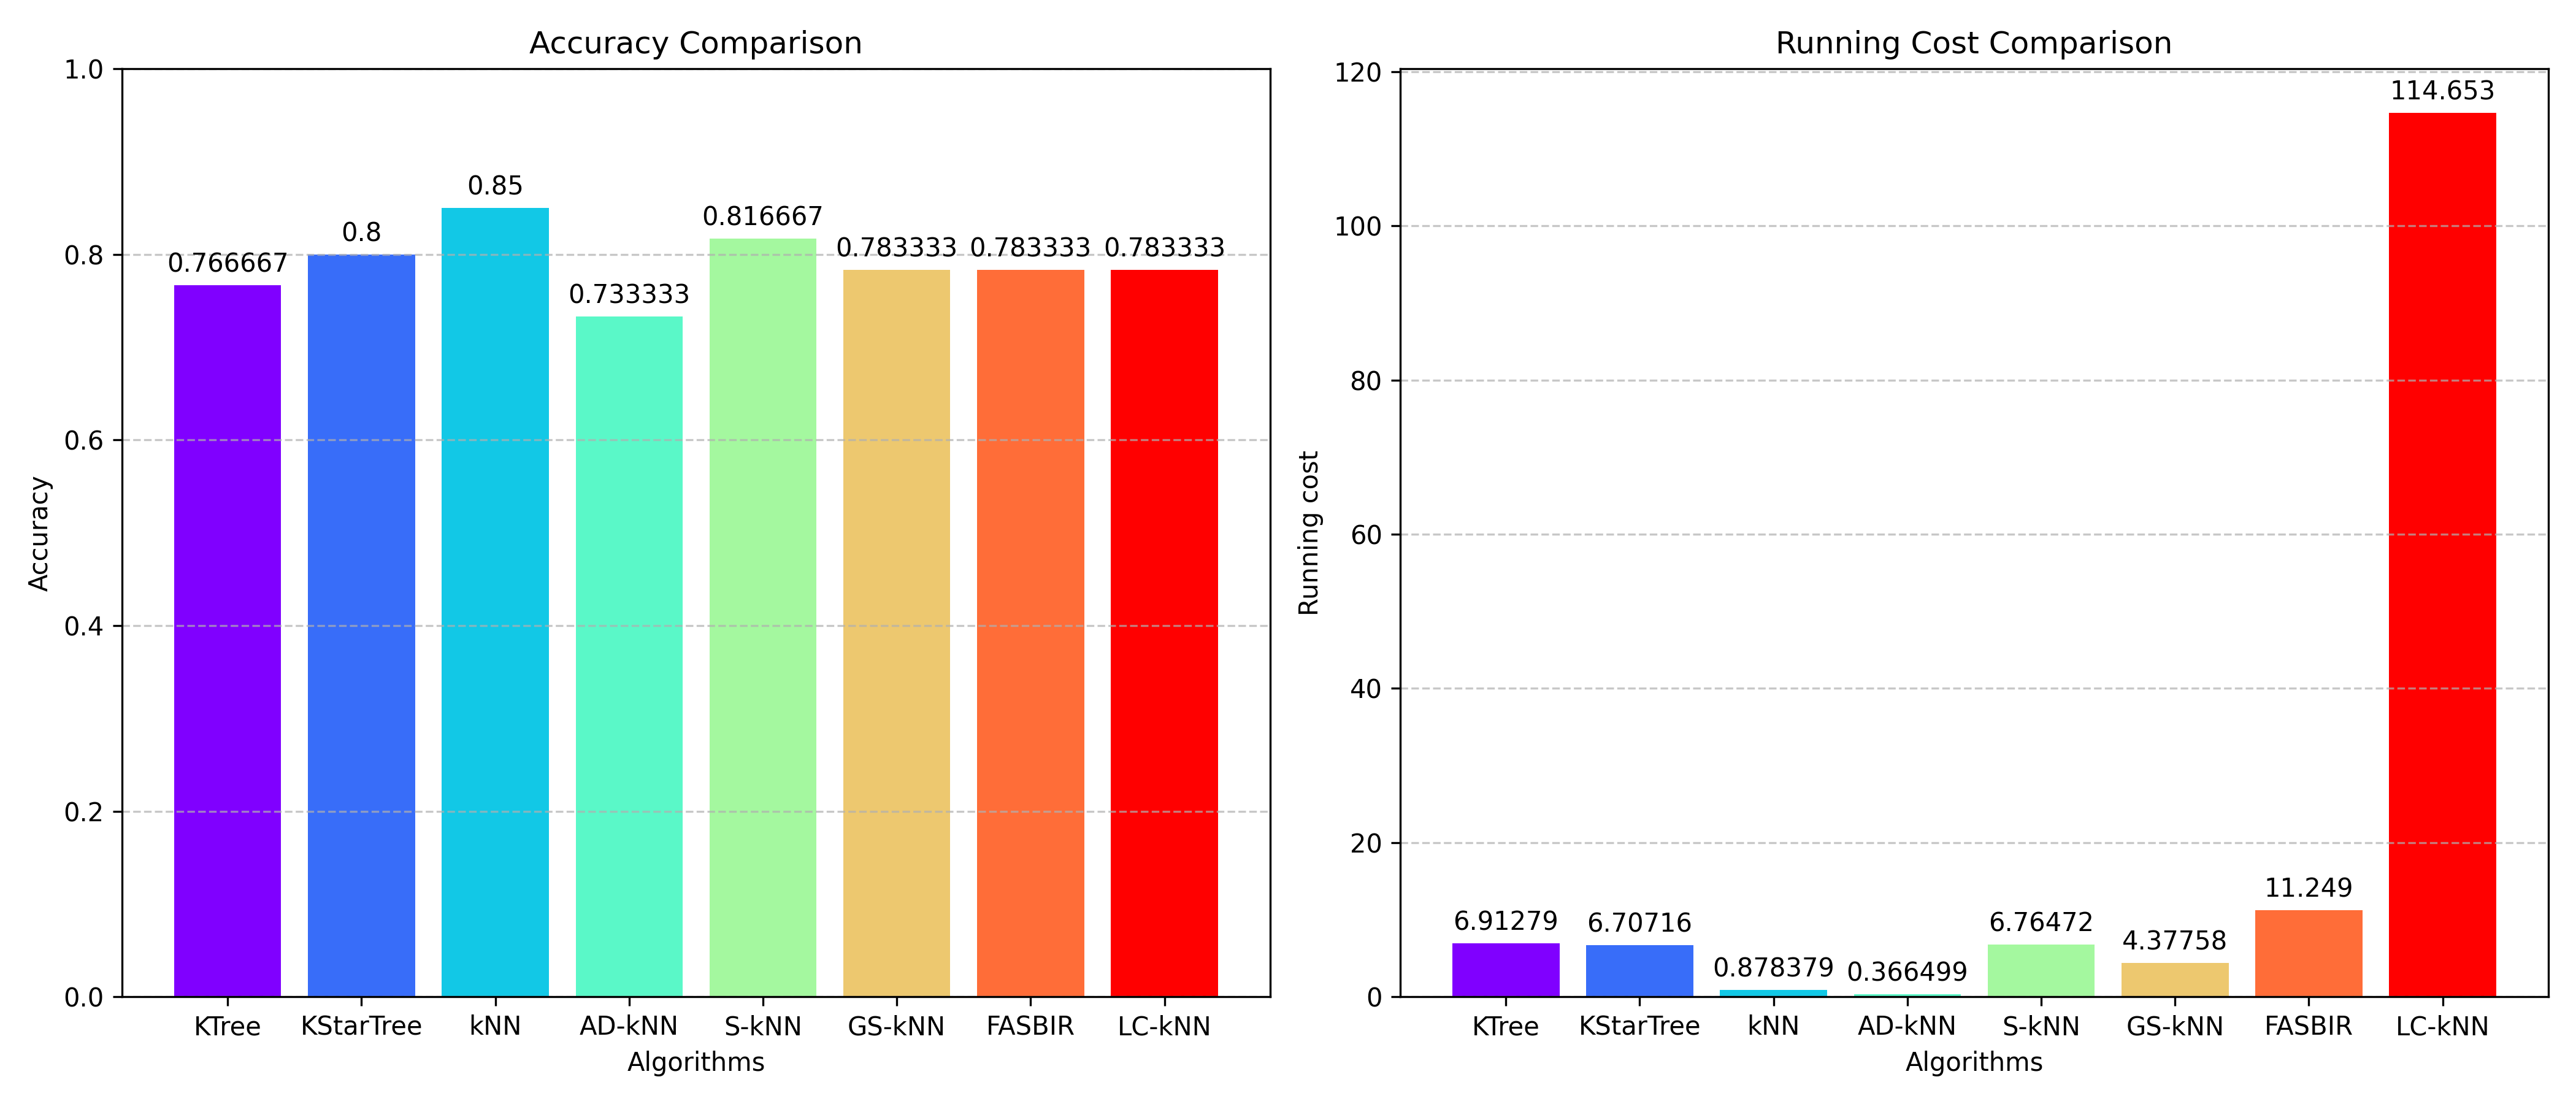 Accuracy Comparison
1.0
0.8
0.6
0.4
0.2
0.0
Accuracy
0.766667
0.8
0.85
0.733333
0.816667
0.783333
0.783333
0.783333
KTree
KStarTree
kNN
AD-kNN
S-kNN
GS-kNN
FASBIR
LC-kNN
Algorithms
Running Cost Comparison
120
100
80
60
40
20
0
Running cost
6.91279
6.70716
0.878379
0.366499
6.76472
4.37758
11.249
114.653
KTree
KStarTree
kNN
AD-kNN
S-kNN
GS-kNN
FASBIR
LC-kNN
Algorithms